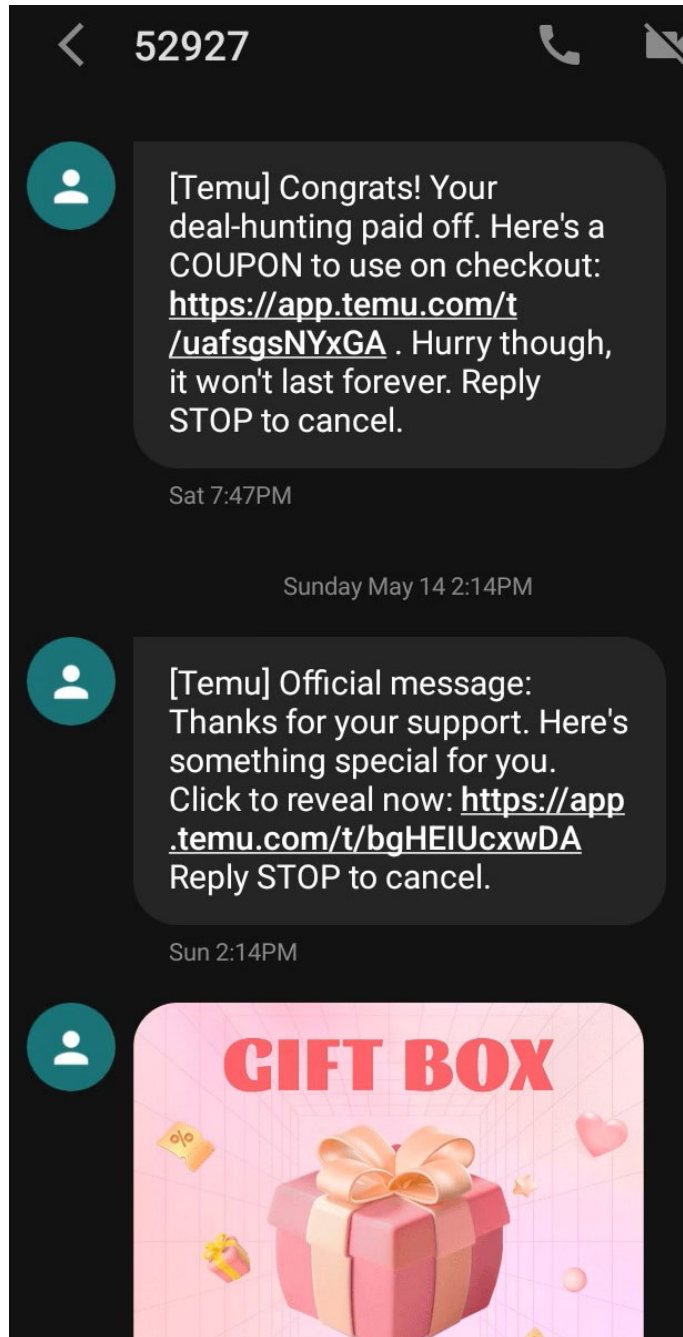 52927
[Temu] Congrats! Your
deal-hunting paid off. Here's a
COUPON to use on checkout:
https://app.temu.com/t
/uafsgsNYxGA . Hurry though,
it won't last forever. Reply
STOP to cancel.
Sat 7:47PM
Sunday May 14 2:14PM
[Temu] Official message:
Thanks for your support. Here's
something special for you.
Click to reveal now: https://app
.temu.com/t/bgHEIUcxwDA
Reply STOP to cancel.
Sun 2:14PM
GIFT BOX
%